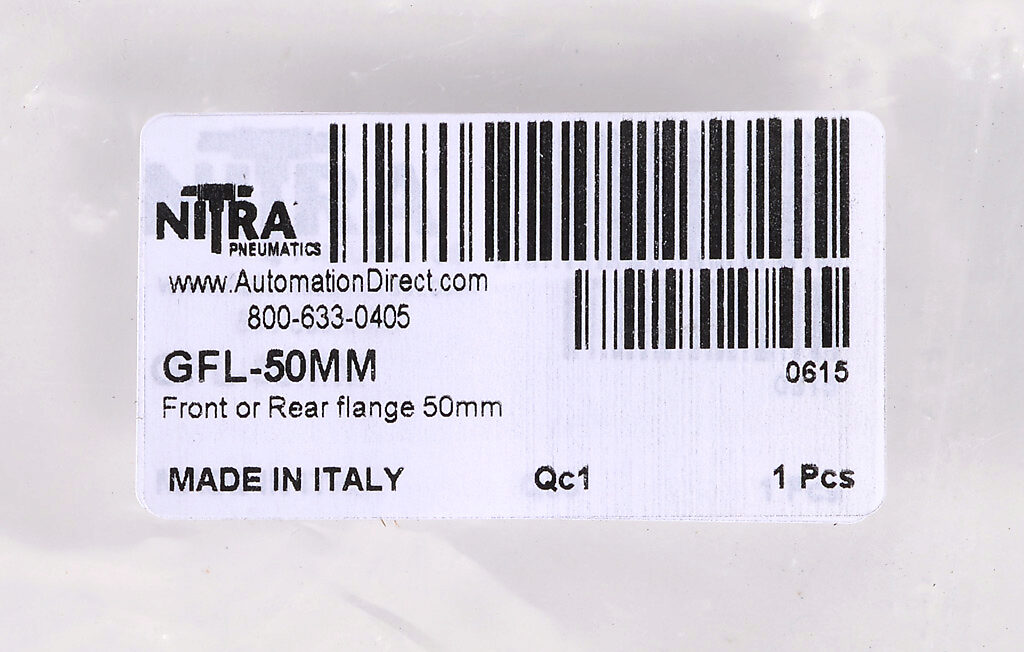 NITRA
PNEUMATICS
www.AutomationDirect.com
800-633-0405
GFL-50MM
0615
Front or Rear flange 50mm
MADE IN ITALY Qc1 1 Pcs